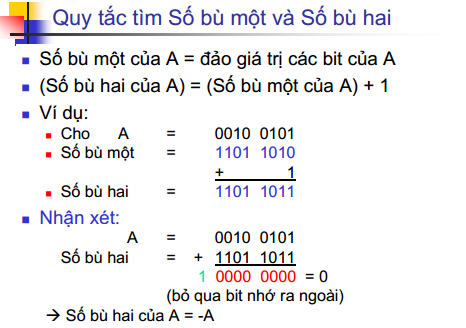 Quy tắc tìm Số bù một và Số bù hai
Số bù một của A = đảo giá trị các bit của A
(Số bù hai của A) = (Số bù một của A) + 1
Ví dụ:
Cho A = 0010 0101
Số bù một = 1101 1010
+ 1
Số bù hai = 1101 1011
Nhận xét:
A = 0010 0101
Số bù hai = + 1101 1011
1 0000 0000 = 0
(bỏ qua bit nhớ ra ngoài)
→ Số bù hai của A = -A